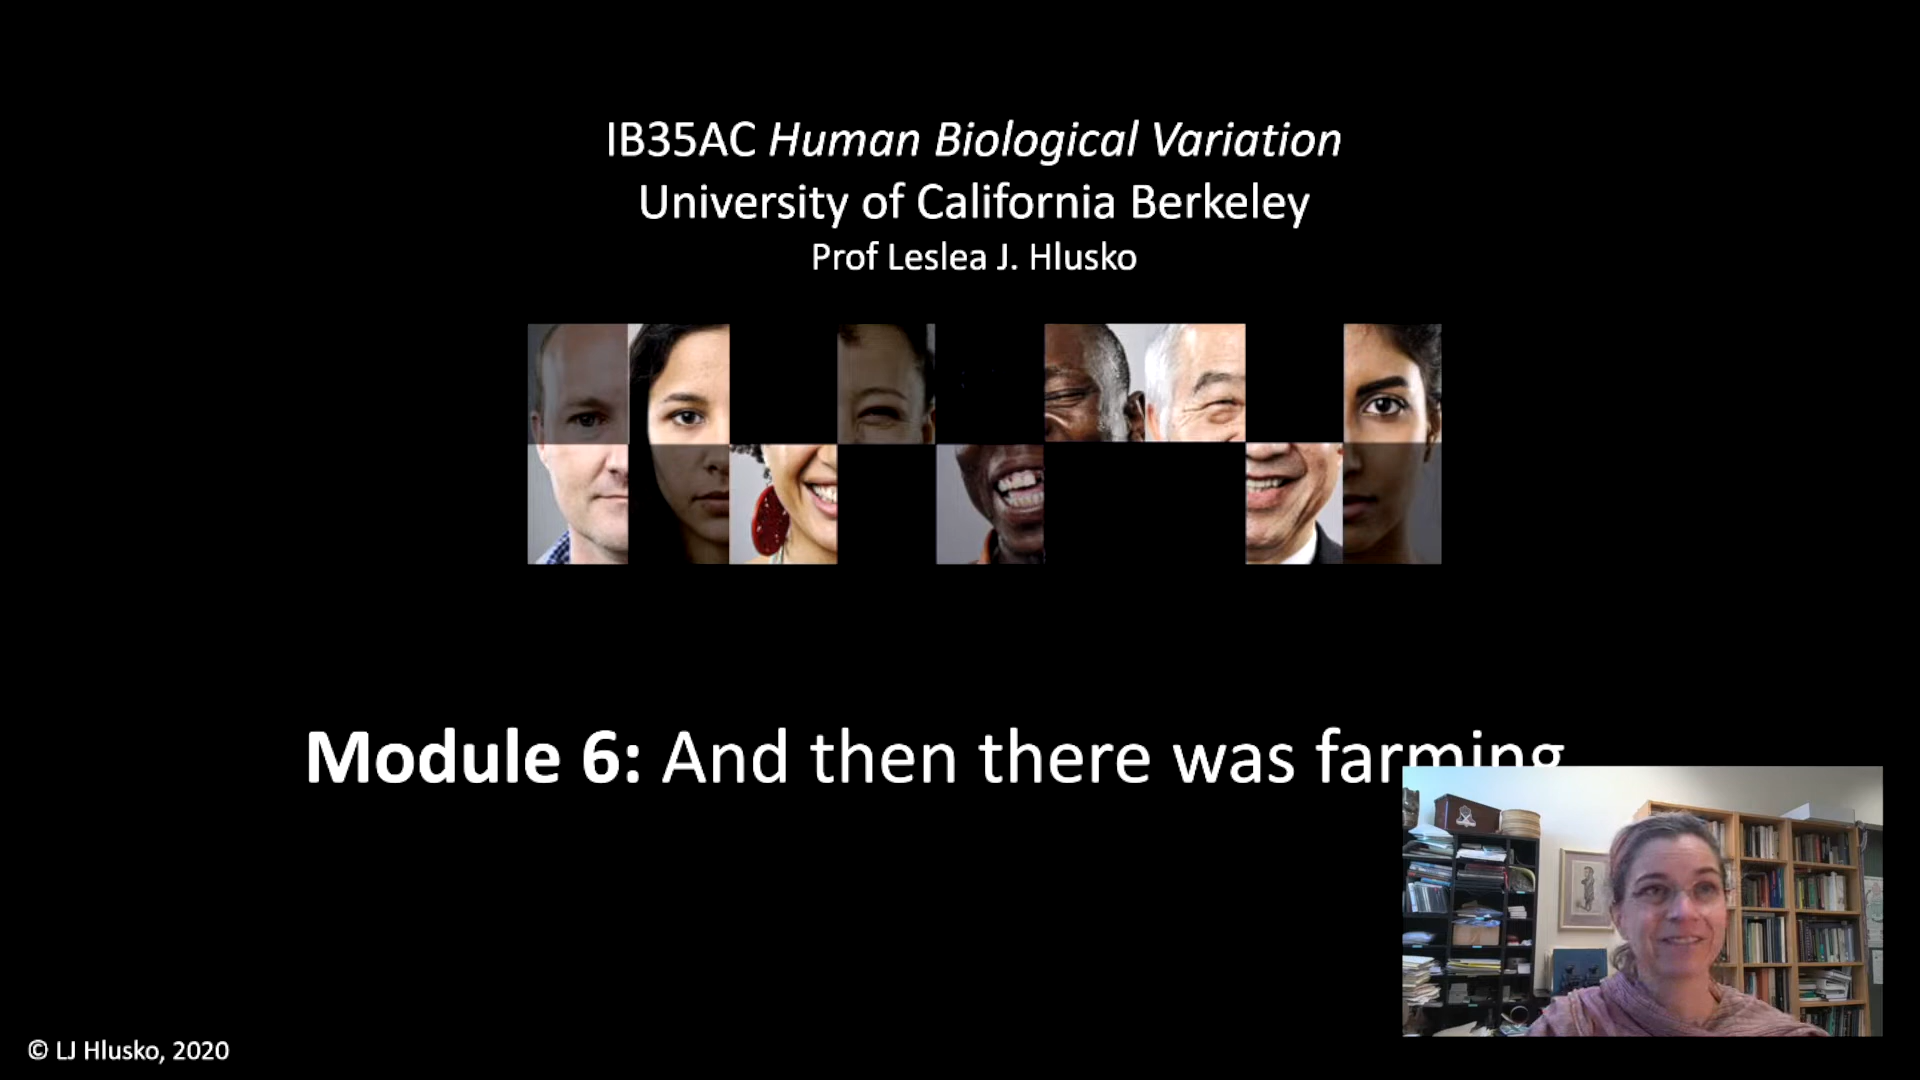 IB35AC Human Biological Variation
University of California Berkeley
Prof Leslea J. Hlusko
Module 6: And then there was farming
© LJ Hlusko, 2020